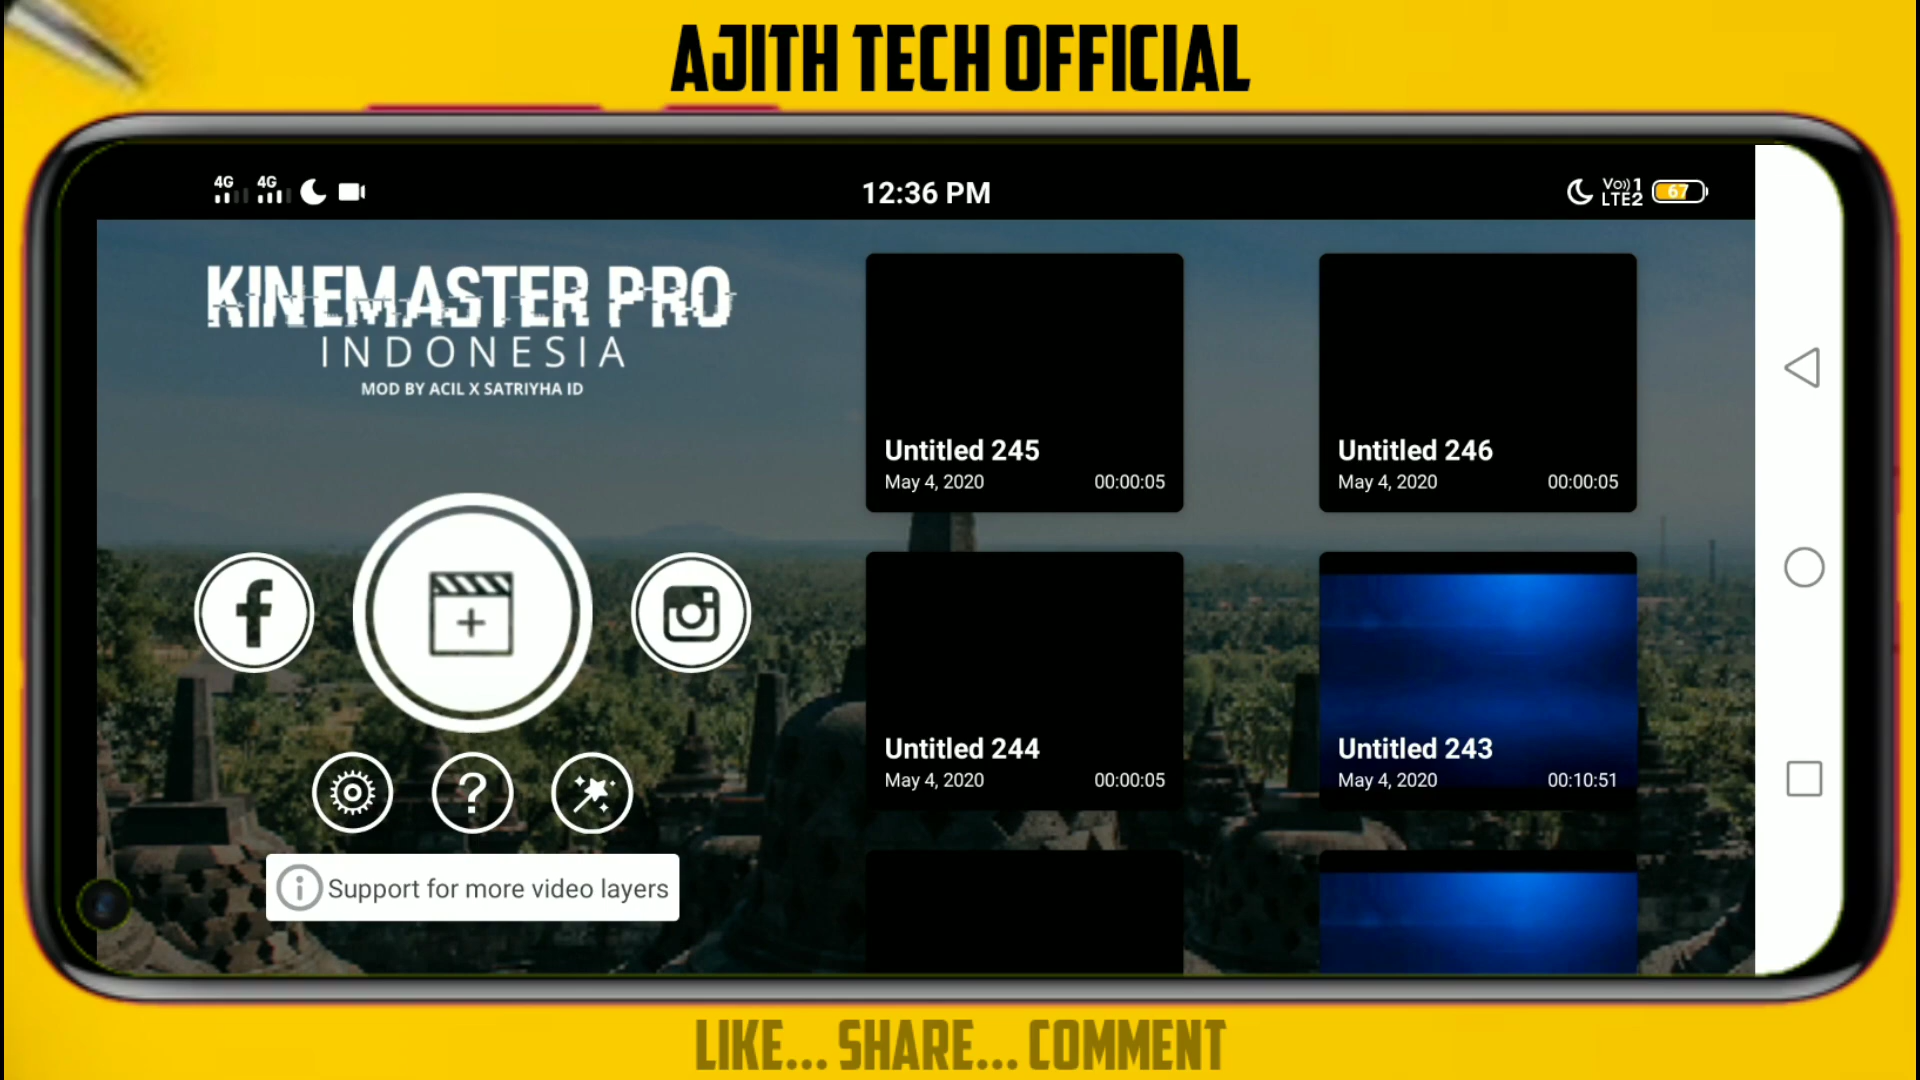 AJITH TECH OFFICIAL
4G 4G 12:36 PM Vo)) 1 LTE2 67
KINEMASTER PRO
INDONESIA
MOD BY ACIL X SATRIYHA ID
Untitled 245
May 4, 2020 00:00:05
Untitled 246
May 4, 2020 00:00:05
Untitled 244
May 4, 2020 00:00:05
Untitled 243
May 4, 2020 00:10:51
Support for more video layers
LIKE... SHARE... COMMENT